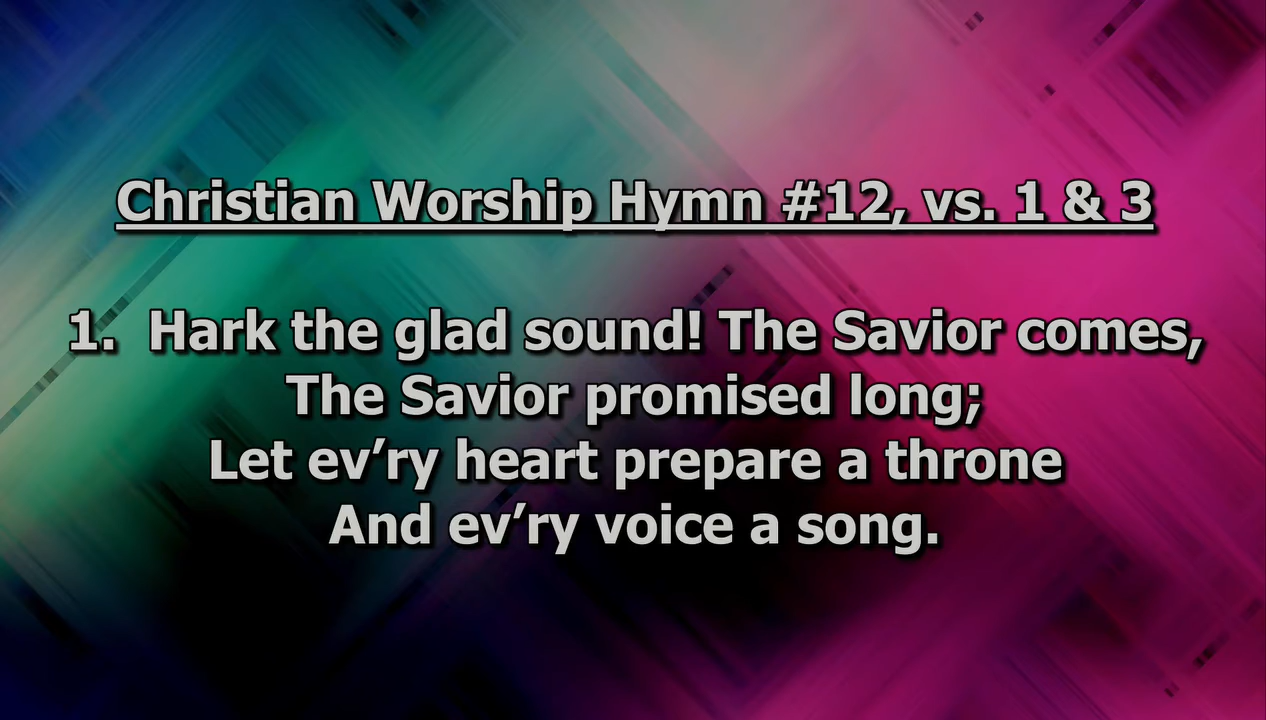 Christian Worship Hymn #12, vs. 1 & 3
1. Hark the glad sound! The Savior comes,
The Savior promised long;
Let ev’ry heart prepare a throne
And ev’ry voice a song.